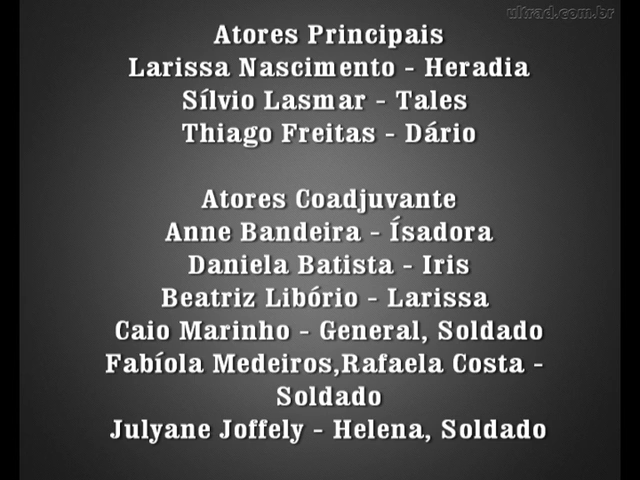 ultrad.com.br
Atores Principais
Larissa Nascimento - Heradia
Sílvio Lasmar - Tales
Thiago Freitas - Dário
Atores Coadjuvante
Anne Bandeira - Ísadora
Daniela Batista - Iris
Beatriz Libório - Larissa
Caio Marinho - General, Soldado
Fabíola Medeiros,Rafaela Costa -
Soldado
Julyane Joffely - Helena, Soldado